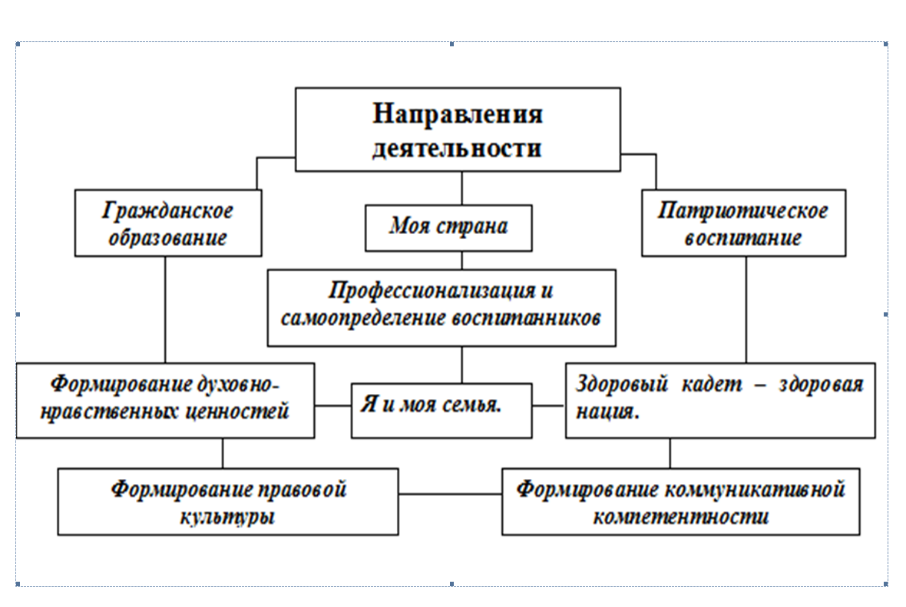 Направления
деятельности
Гражданское
образование
Моя страна
Патриотическое
воспитание
Профессионализация и
самоопределение воспитанников
Формирование духовно-
нравственных ценностей
Я и моя семья.
Здоровый кадет – здоровая
нация.
Формирование правовой
культуры
Формирование коммуникативной
компетентности